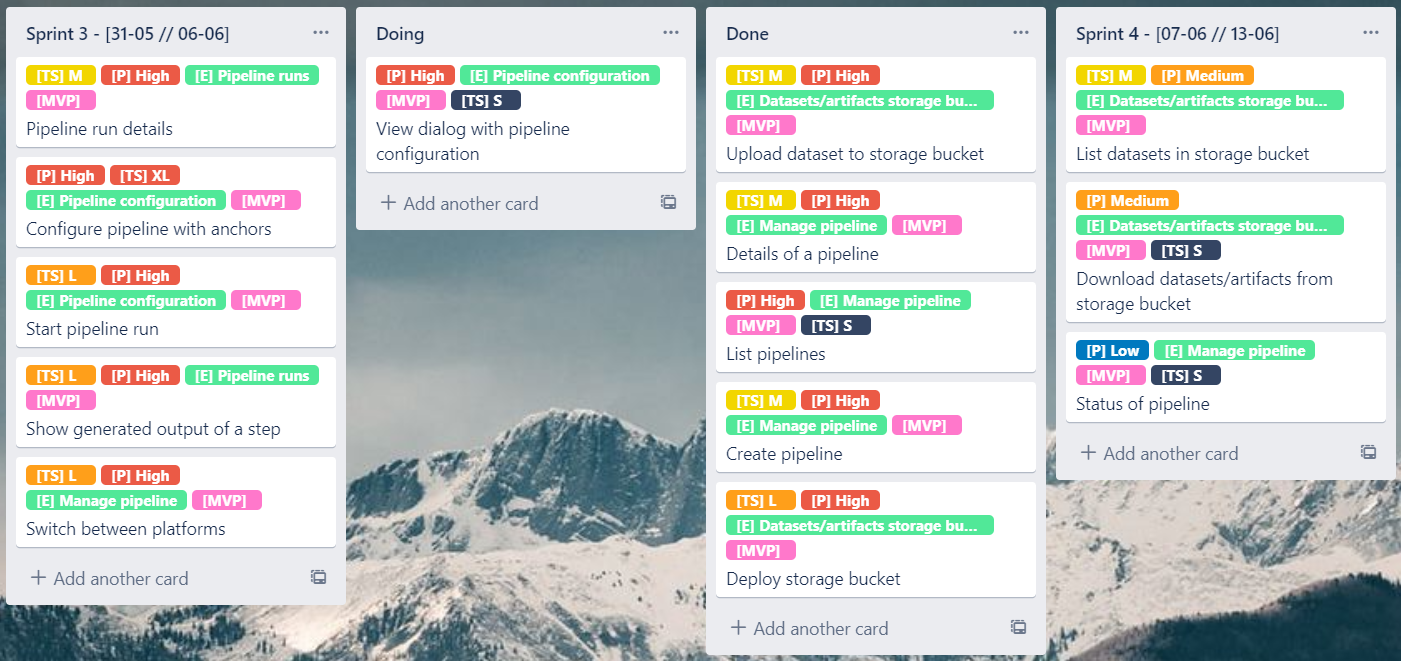 Sprint 3 - [31-05 // 06-06]
[TS] M [P] High [E] Pipeline runs
[MVP]
Pipeline run details
[P] High [TS] XL
[E] Pipeline configuration [MVP]
Configure pipeline with anchors
[TS] L [P] High
[E] Pipeline configuration [MVP]
Start pipeline run
[TS] L [P] High [E] Pipeline runs
[MVP]
Show generated output of a step
[TS] L [P] High
[E] Manage pipeline [MVP]
Switch between platforms
+ Add another card
Doing
[P] High [E] Pipeline configuration
[MVP] [TS] S
View dialog with pipeline
configuration
+ Add another card
Done
[TS] M [P] High
[E] Datasets/artifacts storage bu...
[MVP]
Upload dataset to storage bucket
[TS] M [P] High
[E] Manage pipeline [MVP]
Details of a pipeline
[P] High [E] Manage pipeline
[MVP] [TS] S
List pipelines
[TS] M [P] High
[E] Manage pipeline [MVP]
Create pipeline
[TS] L [P] High
[E] Datasets/artifacts storage bu...
[MVP]
Deploy storage bucket
+ Add another card
Sprint 4 - [07-06 // 13-06]
[TS] M [P] Medium
[E] Datasets/artifacts storage bu...
[MVP]
List datasets in storage bucket
[P] Medium
[E] Datasets/artifacts storage bu...
[MVP] [TS] S
Download datasets/artifacts from
storage bucket
[P] Low [E] Manage pipeline
[MVP] [TS] S
Status of pipeline
+ Add another card